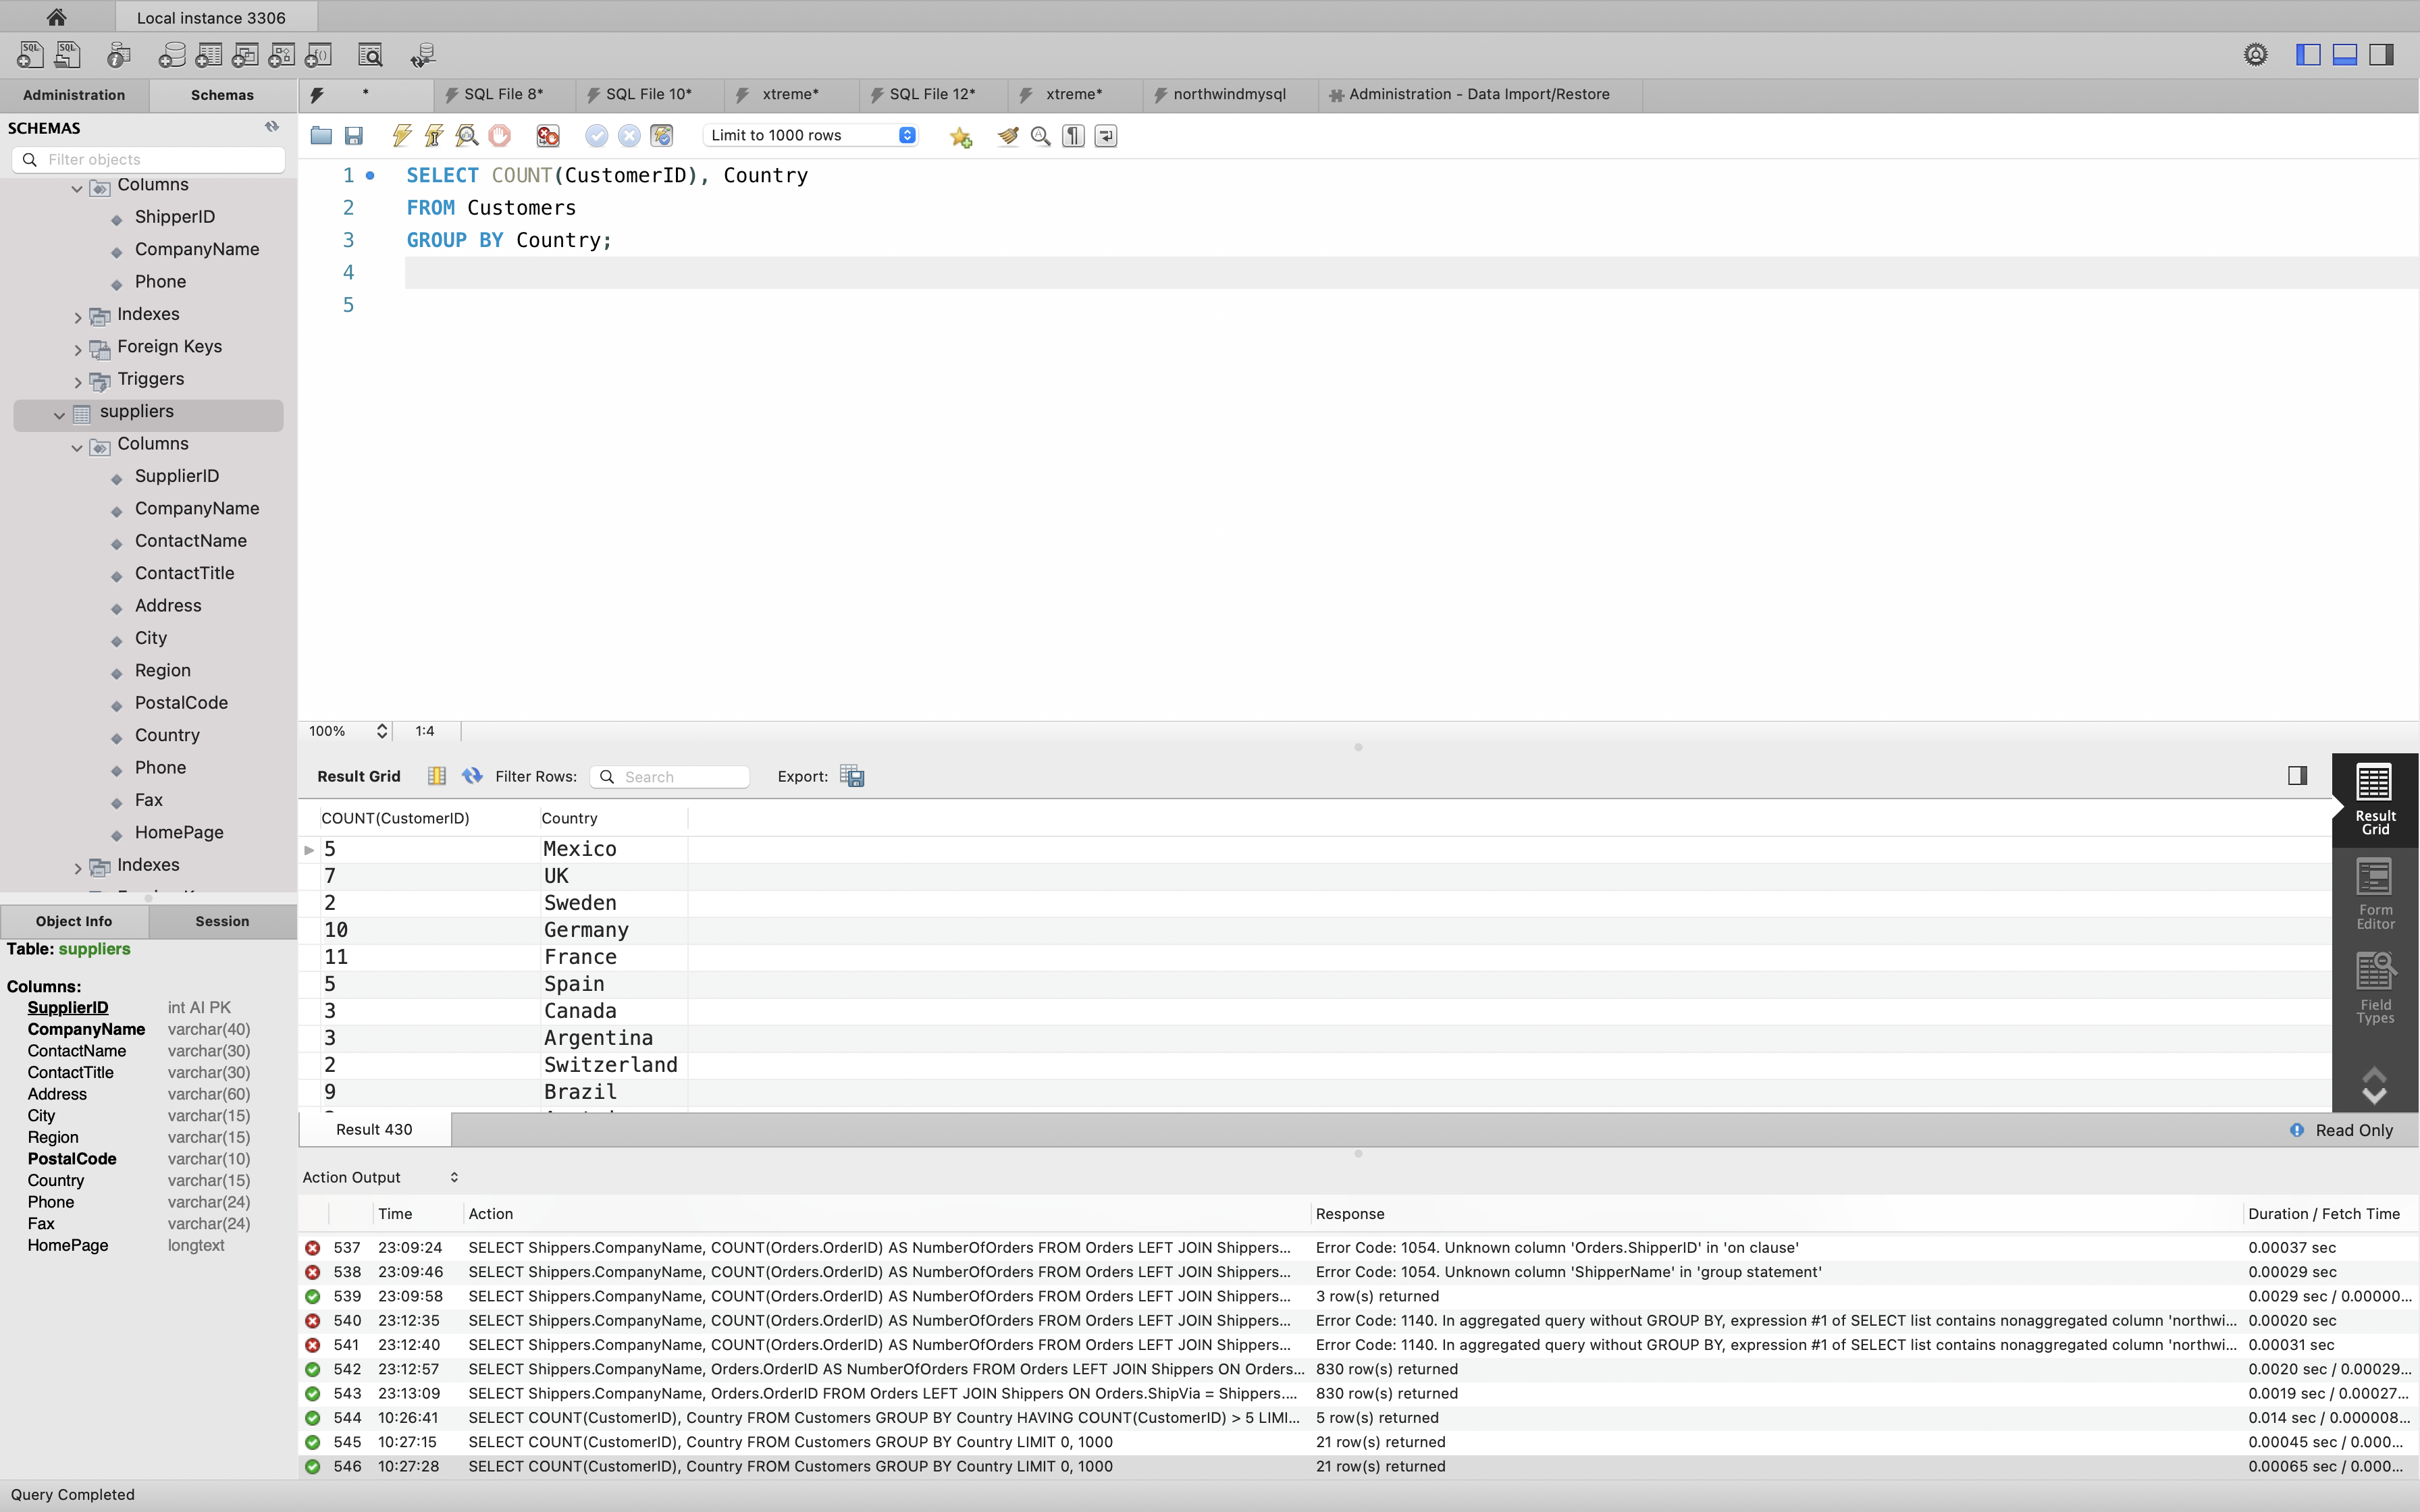 Local instance 3306
SQL SQL
Administration Schemas
* SQL File 8* SQL File 10* xtreme* SQL File 12* xtreme* northwindmysql Administration - Data Import/Restore
SCHEMAS
Filter objects
Limit to 1000 rows
Columns
ShipperID
CompanyName
Phone
Indexes
Foreign Keys
Triggers
suppliers
Columns
SupplierID
CompanyName
ContactName
ContactTitle
Address
City
Region
PostalCode
Country
Phone
Fax
HomePage
Indexes
Object Info Session
Table: suppliers
Columns:
SupplierID int AI PK
CompanyName varchar(40)
ContactName varchar(30)
ContactTitle varchar(30)
Address varchar(60)
City varchar(15)
Region varchar(15)
PostalCode varchar(10)
Country varchar(15)
Phone varchar(24)
Fax varchar(24)
HomePage longtext
1 SELECT COUNT(CustomerID), Country
2 FROM Customers
3 GROUP BY Country;
4
5
100% 1:4
Result Grid Filter Rows: Search Export:
COUNT(CustomerID) Country
5 Mexico
7 UK
2 Sweden
10 Germany
11 France
5 Spain
3 Canada
3 Argentina
2 Switzerland
9 Brazil
Result
Grid
Form
Editor
Field
Types
Result 430 Read Only
Action Output
Time Action Response Duration / Fetch Time
537 23:09:24 SELECT Shippers.CompanyName, COUNT(Orders.OrderID) AS NumberOfOrders FROM Orders LEFT JOIN Shippers... Error Code: 1054. Unknown column 'Orders.ShipperID' in 'on clause' 0.00037 sec
538 23:09:46 SELECT Shippers.CompanyName, COUNT(Orders.OrderID) AS NumberOfOrders FROM Orders LEFT JOIN Shippers... Error Code: 1054. Unknown column 'ShipperName' in 'group statement' 0.00029 sec
539 23:09:58 SELECT Shippers.CompanyName, COUNT(Orders.OrderID) AS NumberOfOrders FROM Orders LEFT JOIN Shippers... 3 row(s) returned 0.0029 sec / 0.00000...
540 23:12:35 SELECT Shippers.CompanyName, COUNT(Orders.OrderID) AS NumberOfOrders FROM Orders LEFT JOIN Shippers... Error Code: 1140. In aggregated query without GROUP BY, expression #1 of SELECT list contains nonaggregated column 'northwi... 0.00020 sec
541 23:12:40 SELECT Shippers.CompanyName, COUNT(Orders.OrderID) AS NumberOfOrders FROM Orders LEFT JOIN Shippers... Error Code: 1140. In aggregated query without GROUP BY, expression #1 of SELECT list contains nonaggregated column 'northwi... 0.00031 sec
542 23:12:57 SELECT Shippers.CompanyName, Orders.OrderID AS NumberOfOrders FROM Orders LEFT JOIN Shippers ON Orders... 830 row(s) returned 0.0020 sec / 0.00029...
543 23:13:09 SELECT Shippers.CompanyName, Orders.OrderID FROM Orders LEFT JOIN Shippers ON Orders.ShipVia = Shippers.... 830 row(s) returned 0.0019 sec / 0.00027...
544 10:26:41 SELECT COUNT(CustomerID), Country FROM Customers GROUP BY Country HAVING COUNT(CustomerID) > 5 LIMI... 5 row(s) returned 0.014 sec / 0.000008...
545 10:27:15 SELECT COUNT(CustomerID), Country FROM Customers GROUP BY Country LIMIT 0, 1000 21 row(s) returned 0.00045 sec / 0.000...
546 10:27:28 SELECT COUNT(CustomerID), Country FROM Customers GROUP BY Country LIMIT 0, 1000 21 row(s) returned 0.00065 sec / 0.000...
Query Completed